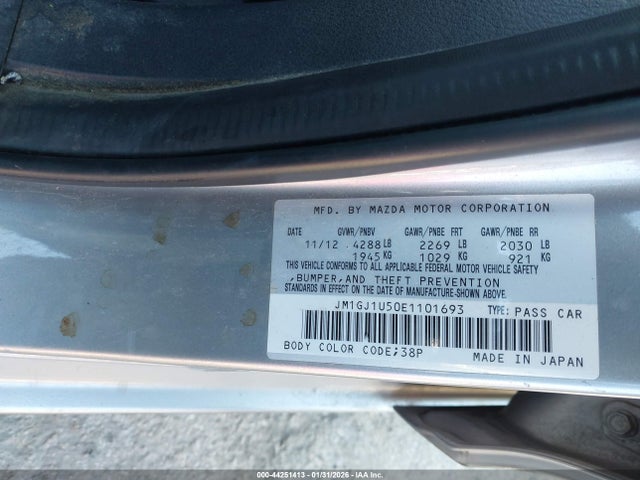 MFD. BY MAZDA MOTOR CORPORATION
DATE GVWR/PNBV GAWR/PNBE FRT GAWR/PNBE RR
11/12 4288 LB 2269 LB 2030 LB
1945 KG 1029 KG 921 KG
THIS VEHICLE CONFORMS TO ALL APPLICABLE FEDERAL MOTOR VEHICLE SAFETY
,BUMPER,AND THEFT PREVENTION
STANDARDS IN EFFECT ON THE DATE OF MANUFACTURE SHOWN ABOVE.
JM1GJ1U50E1101693 TYPE: PASS CAR
BODY COLOR CODE;38P MADE IN JAPAN
000-44251413 - 01/31/2026 - IAA Inc.